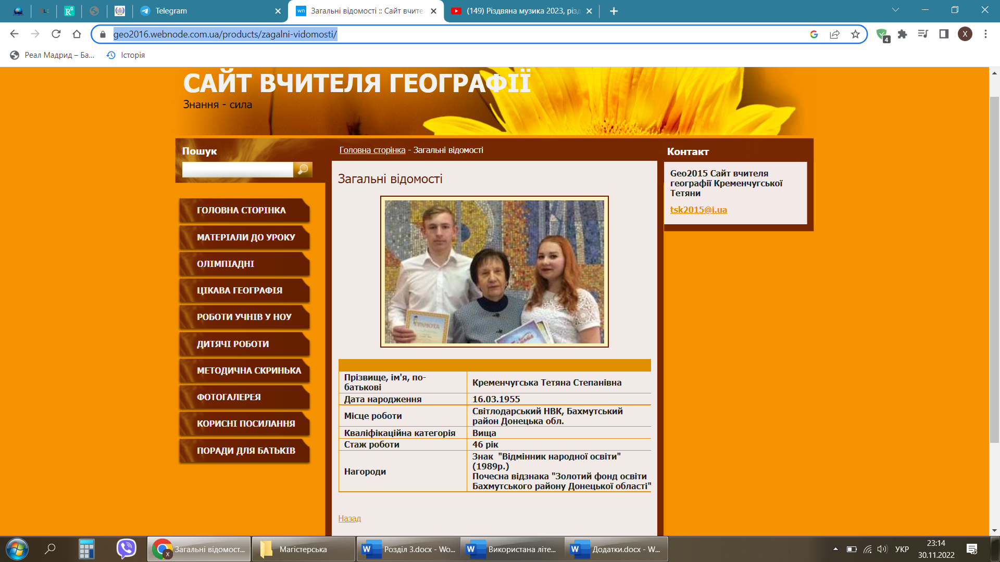 Telegram
Загальні відомості :: Сайт вчите
(149) Різдвяна музика 2023, різд
geo2016.webnode.com.ua/products/zagalni-vidomosti/
4
X
Реал Мадрид – Ба...
Історія
САЙТ ВЧИТЕЛЯ ГЕОГРАФІЇ
Знання - сила
Пошук
ГОЛОВНА СТОРІНКА
МАТЕРІАЛИ ДО УРОКУ
ОЛІМПІАДНІ
ЦІКАВА ГЕОГРАФІЯ
РОБОТИ УЧНІВ У НОУ
ДИТЯЧІ РОБОТИ
МЕТОДИЧНА СКРИНЬКА
ФОТОГАЛЕРЕЯ
КОРИСНІ ПОСИЛАННЯ
ПОРАДИ ДЛЯ БАТЬКІВ
Головна сторінка - Загальні відомості
Загальні відомості
ГРАМОТА
Прізвище, ім'я, по-
батькові
Кременчугська Тетяна Степанівна
Дата народження
16.03.1955
Місце роботи
Світлодарський НВК, Бахмутський
район Донецька обл.
Кваліфікаційна категорія
Вища
Стаж роботи
46 рік
Нагороди
Знак "Відмінник народної освіти"
(1989р.)
Почесна відзнака "Золотий фонд освіти
Бахмутського району Донецької області"
Назад
Контакт
Geo2015 Сайт вчителя
географії Кременчугської
Тетяни
tsk2015@i.ua
Загальні відомост...
Магістерська
Розділ 3.docx - Wo...
Використана літе...
Додатки.docx - W...
УКР
23:14
30.11.2022